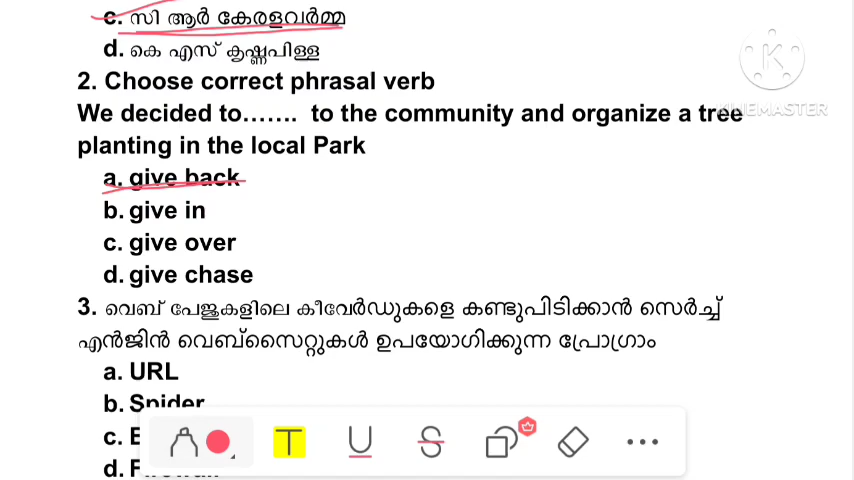 c. സി ആർ കേരളവർമ്മ
d. കെ എസ് കൃഷ്ണപിള്ള
2. Choose correct phrasal verb
We decided to……. to the community and organize a tree
planting in the local Park
a. give back
b. give in
c. give over
d. give chase
3. വെബ് പേജുകളിലെ കീവേർഡുകളെ കണ്ടുപിടിക്കാൻ സെർച്ച്
എൻജിൻ വെബ്സൈറ്റുകൾ ഉപയോഗിക്കുന്ന പ്രോഗ്രാം
a. URL
b. Spider
c.
d.
K
KINEMASTER
T U S